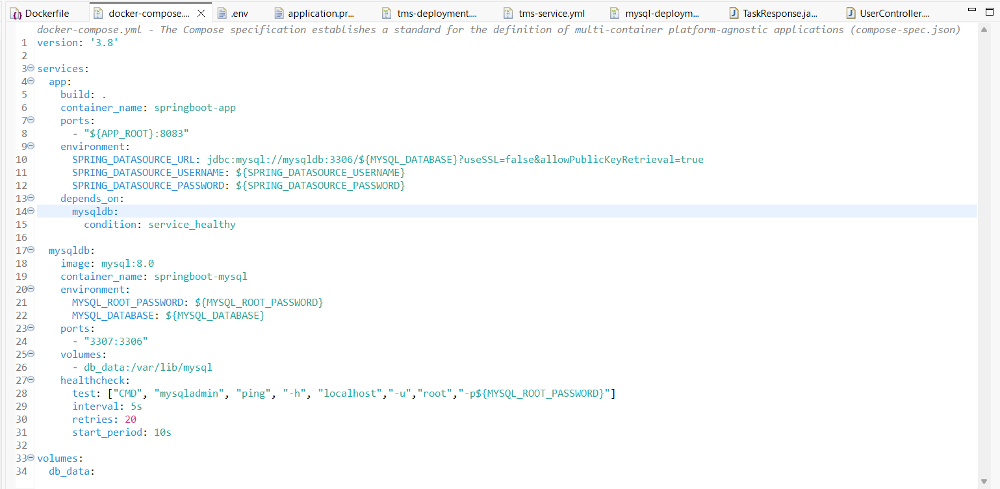 Dockerfile docker-compose.... .env application.pr... tms-deployment.... tms-service.yml mysql-deploym... TaskResponse.ja... UserController....
docker-compose.yml - The Compose specification establishes a standard for the definition of multi-container platform-agnostic applications (compose-spec.json)
1 version: '3.8'
2
3 services:
4   app:
5     build: .
6     container_name: springboot-app
7     ports:
8       - "${APP_ROOT}:8083"
9     environment:
10       SPRING_DATASOURCE_URL: jdbc:mysql://mysqldb:3306/${MYSQL_DATABASE}?useSSL=false&allowPublicKeyRetrieval=true
11       SPRING_DATASOURCE_USERNAME: ${SPRING_DATASOURCE_USERNAME}
12       SPRING_DATASOURCE_PASSWORD: ${SPRING_DATASOURCE_PASSWORD}
13     depends_on:
14       mysqldb:
15         condition: service_healthy
16
17   mysqldb:
18     image: mysql:8.0
19     container_name: springboot-mysql
20     environment:
21       MYSQL_ROOT_PASSWORD: ${MYSQL_ROOT_PASSWORD}
22       MYSQL_DATABASE: ${MYSQL_DATABASE}
23     ports:
24       - "3307:3306"
25     volumes:
26       - db_data:/var/lib/mysql
27     healthcheck:
28       test: ["CMD", "mysqladmin", "ping", "-h", "localhost","-u","root","-p${MYSQL_ROOT_PASSWORD}"]
29       interval: 5s
30       retries: 20
31       start_period: 10s
32
33 volumes:
34   db_data: